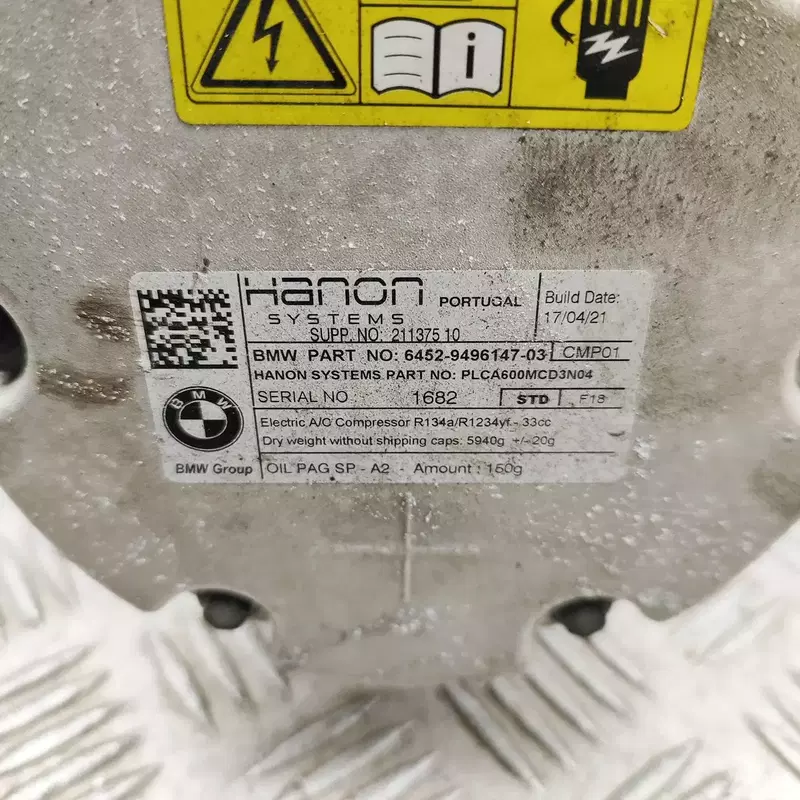 Hanon
SYSTEMS
PORTUGAL
Build Date:
17/04/21
SUPP. NO: 211375 10
BMW PART NO: 6452-9496147-03 CMP01
HANON SYSTEMS PART NO: PLCA600MCD3N04
SERIAL NO 1682 STD F18
Electric A/C Compressor R134a/R1234yf - 33cc
Dry weight without shipping caps: 5940g +/-20g
BMW
BMW Group
OIL PAG SP - A2 - Amount: 150g